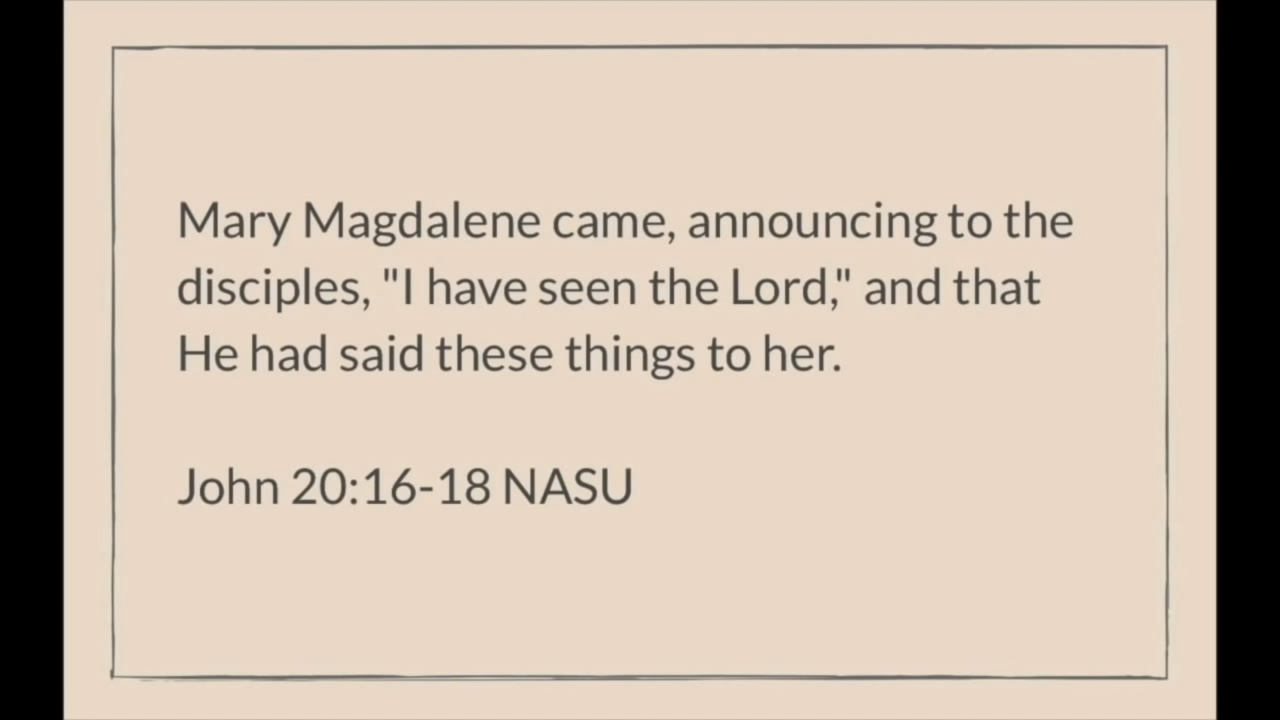 Mary Magdalene came, announcing to the
disciples, "I have seen the Lord," and that
He had said these things to her.
John 20:16-18 NASU